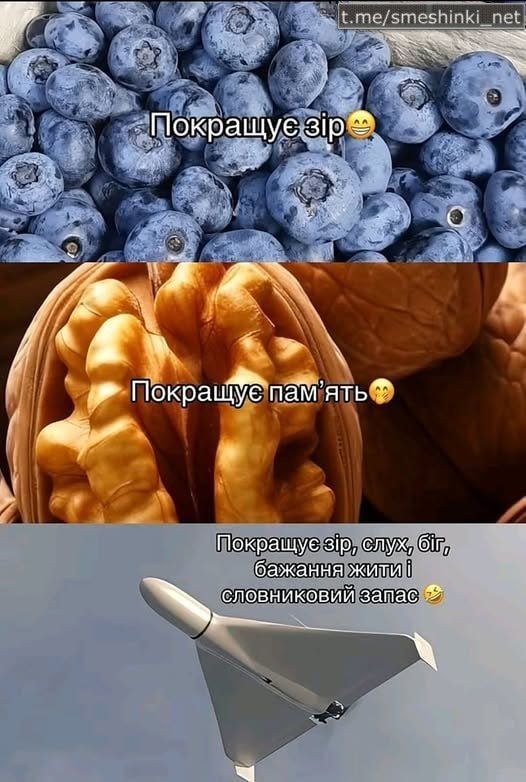 t.me/smeshinki_net
Покращує зір😁
Покращує пам'ять🤭
Покращує зір, слух, біг,
бажання жити і
словниковий запас 🤣